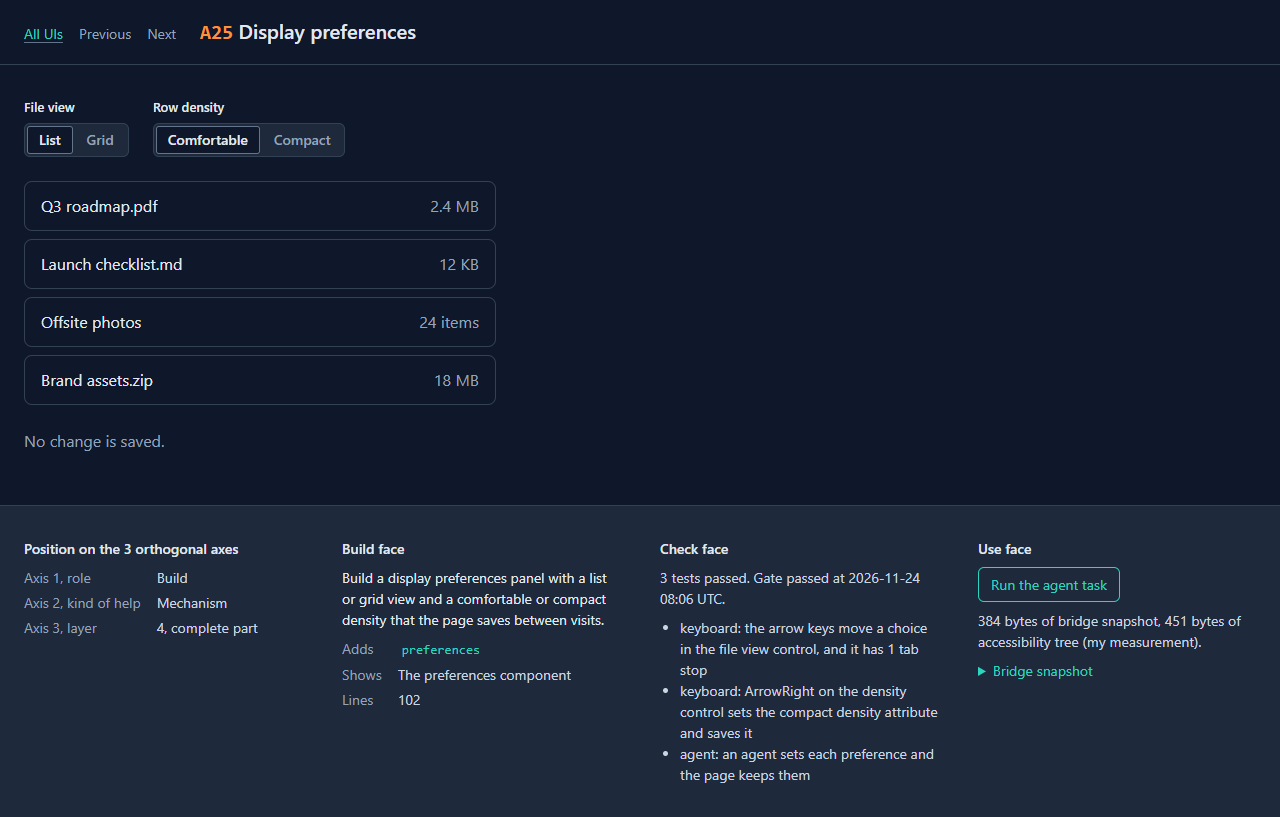 All UIs Previous Next A25 Display preferences
File view Row density
List Grid Comfortable Compact
Q3 roadmap.pdf 2.4 MB
Launch checklist.md 12 KB
Offsite photos 24 items
Brand assets.zip 18 MB
No change is saved.
Position on the 3 orthogonal axes
Axis 1, role Build
Axis 2, kind of help Mechanism
Axis 3, layer 4, complete part
Build face
Build a display preferences panel with a list
or grid view and a comfortable or compact
density that the page saves between visits.
Adds preferences
Shows The preferences component
Lines 102
Check face
3 tests passed. Gate passed at 2026-11-24
08:06 UTC.
keyboard: the arrow keys move a choice
in the file view control, and it has 1 tab
stop
keyboard: ArrowRight on the density
control sets the compact density attribute
and saves it
agent: an agent sets each preference and
the page keeps them
Use face
Run the agent task
384 bytes of bridge snapshot, 451 bytes of
accessibility tree (my measurement).
Bridge snapshot